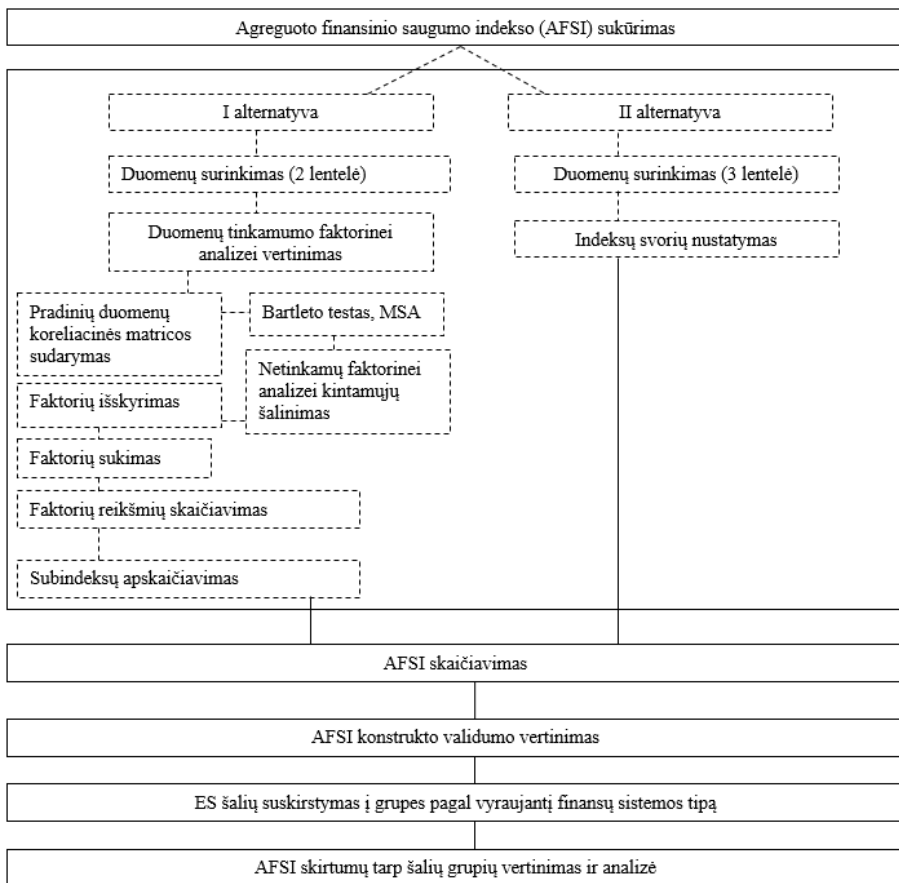 Agreguoto finansinio saugumo indekso (AFSI) sukūrimas
I alternatyva
II alternatyva
Duomenų surinkimas (2 lentelė)
Duomenų surinkimas (3 lentelė)
Duomenų tinkamumo faktorinei
analizei vertinimas
Indeksų svorių nustatymas
Pradinių duomenų
koreliacinės matricos
sudarymas
Bartleto testas, MSA
Netinkamų faktorinei
analizei kintamųjų
šalinimas
Faktorių išskyrimas
Faktorių sukimas
Faktorių reikšmių skaičiavimas
Subindeksų apskaičiavimas
AFSI skaičiavimas
AFSI konstrukto validumo vertinimas
ES šalių suskirstymas į grupes pagal vyraujantį finansų sistemos tipą
AFSI skirtumų tarp šalių grupių vertinimas ir analizė